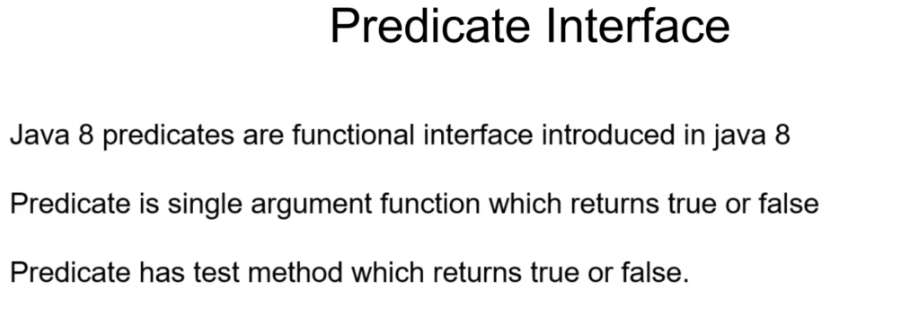 Predicate Interface
Java 8 predicates are functional interface introduced in java 8
Predicate is single argument function which returns true or false
Predicate has test method which returns true or false.